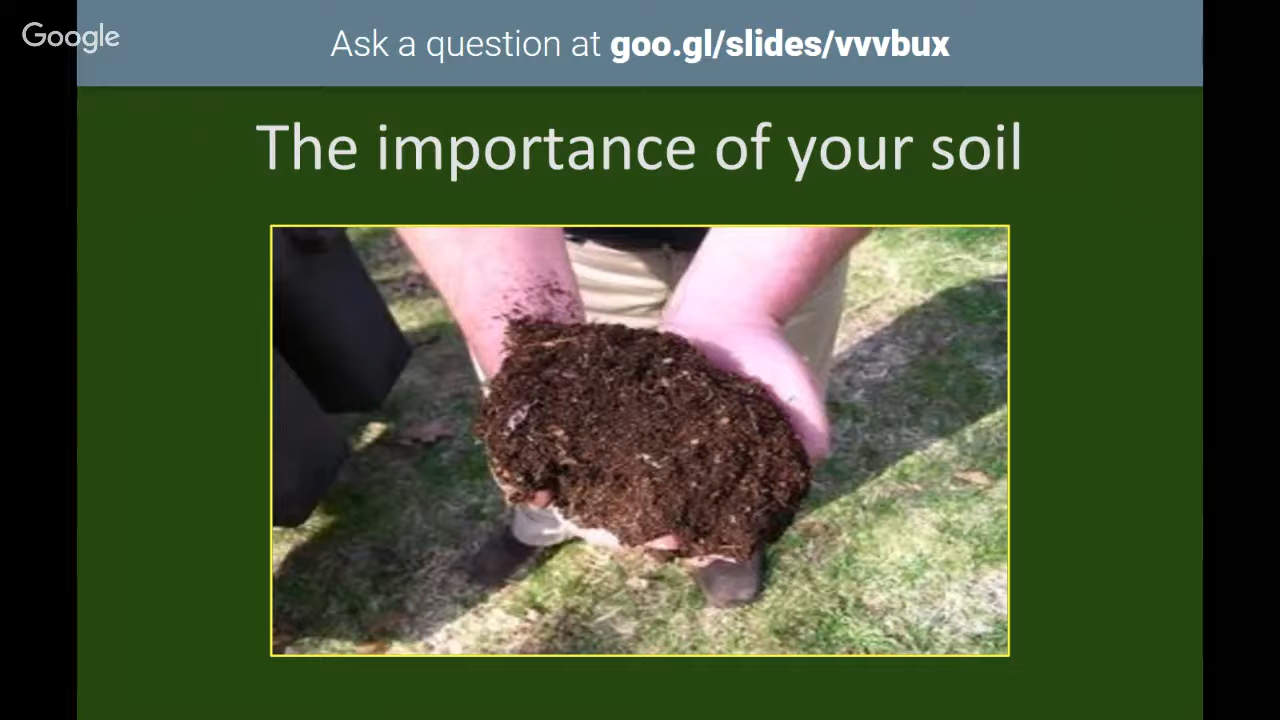 Google
Ask a question at goo.gl/slides/vvvbux
The importance of your soil